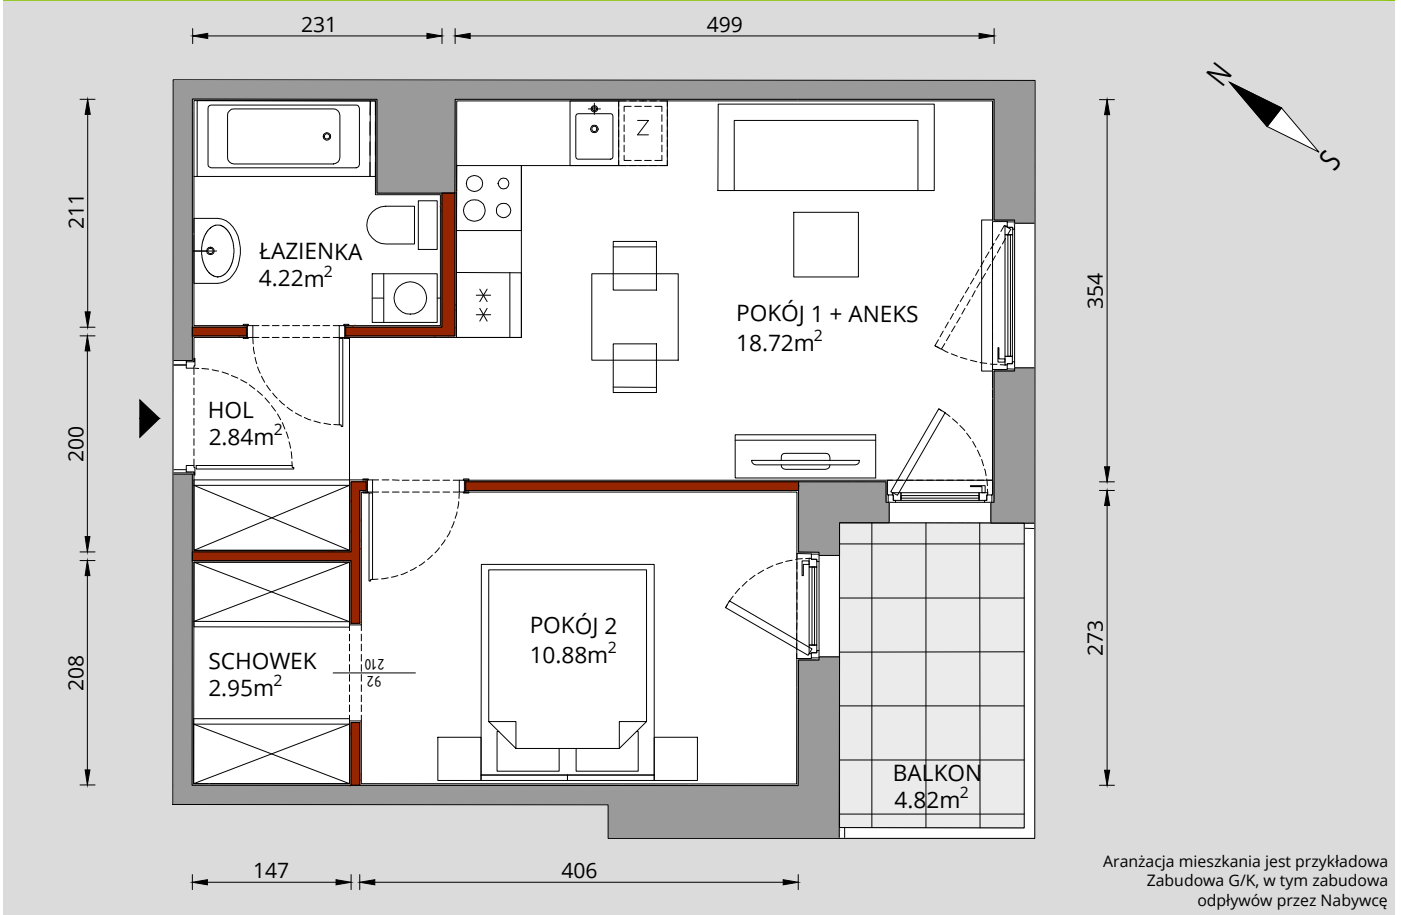 231
499
N
S
211
200
208
354
273
ŁAZIENKA
4.22m²
Z
POKÓJ 1 + ANEKS
18.72m²
HOL
2.84m²
POKÓJ 2
10.88m²
SCHOWEK
2.95m²
210
92
BALKON
4.82m²
147
406
Aranżacja mieszkania jest przykładowa
Zabudowa G/K, w tym zabudowa
odpływów przez Nabywcę